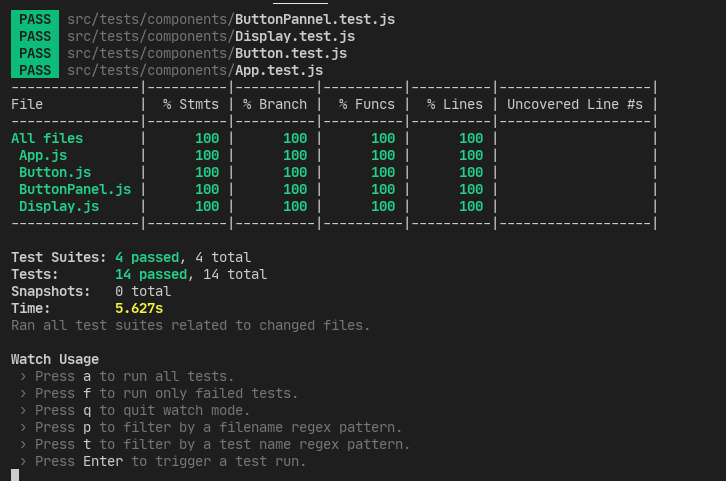 PASS src/tests/components/ButtonPannel.test.js
PASS src/tests/components/Display.test.js
PASS src/tests/components/Button.test.js
PASS src/tests/components/App.test.js
----------------|----------|----------|----------|----------|-------------------|
File            |  % Stmts | % Branch |  % Funcs |  % Lines | Uncovered Line #s |
----------------|----------|----------|----------|----------|-------------------|
All files       |      100 |      100 |      100 |      100 |                   |
 App.js         |      100 |      100 |      100 |      100 |                   |
 Button.js      |      100 |      100 |      100 |      100 |                   |
 ButtonPanel.js |      100 |      100 |      100 |      100 |                   |
 Display.js     |      100 |      100 |      100 |      100 |                   |
----------------|----------|----------|----------|----------|-------------------|
Test Suites: 4 passed, 4 total
Tests:       14 passed, 14 total
Snapshots:   0 total
Time:        5.627s
Ran all test suites related to changed files.
Watch Usage
 › Press a to run all tests.
 › Press f to run only failed tests.
 › Press q to quit watch mode.
 › Press p to filter by a filename regex pattern.
 › Press t to filter by a test name regex pattern.
 › Press Enter to trigger a test run.